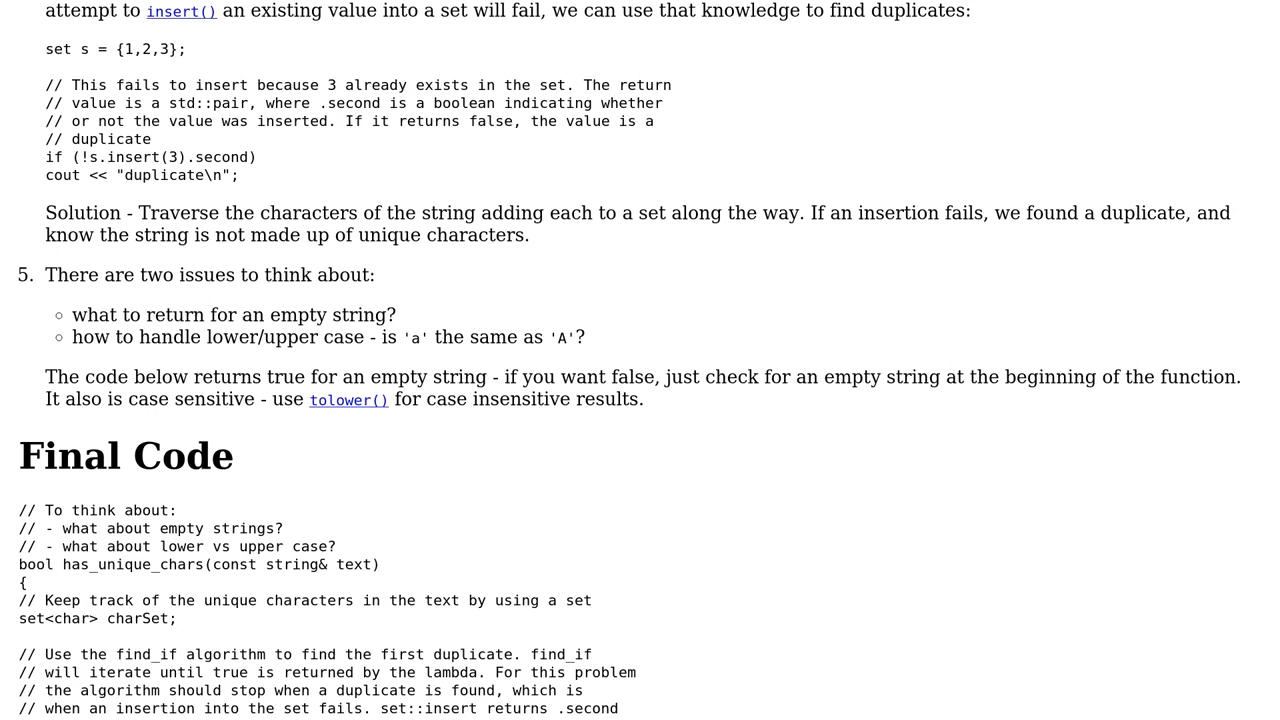 attempt to insert() an existing value into a set will fail, we can use that knowledge to find duplicates:
set s = {1,2,3};
// This fails to insert because 3 already exists in the set. The return
// value is a std::pair, where .second is a boolean indicating whether
// or not the value was inserted. If it returns false, the value is a
// duplicate
if (!s.insert(3).second)
cout << "duplicate\n";
Solution - Traverse the characters of the string adding each to a set along the way. If an insertion fails, we found a duplicate, and
know the string is not made up of unique characters.
5. There are two issues to think about:
◦ what to return for an empty string?
◦ how to handle lower/upper case - is 'a' the same as 'A'?
The code below returns true for an empty string - if you want false, just check for an empty string at the beginning of the function.
It also is case sensitive - use tolower() for case insensitive results.
Final Code
// To think about:
// - what about empty strings?
// - what about lower vs upper case?
bool has_unique_chars(const string& text)
{
// Keep track of the unique characters in the text by using a set
set<char> charSet;
// Use the find_if algorithm to find the first duplicate. find_if
// will iterate until true is returned by the lambda. For this problem
// the algorithm should stop when a duplicate is found, which is
// when an insertion into the set fails. set::insert returns .second